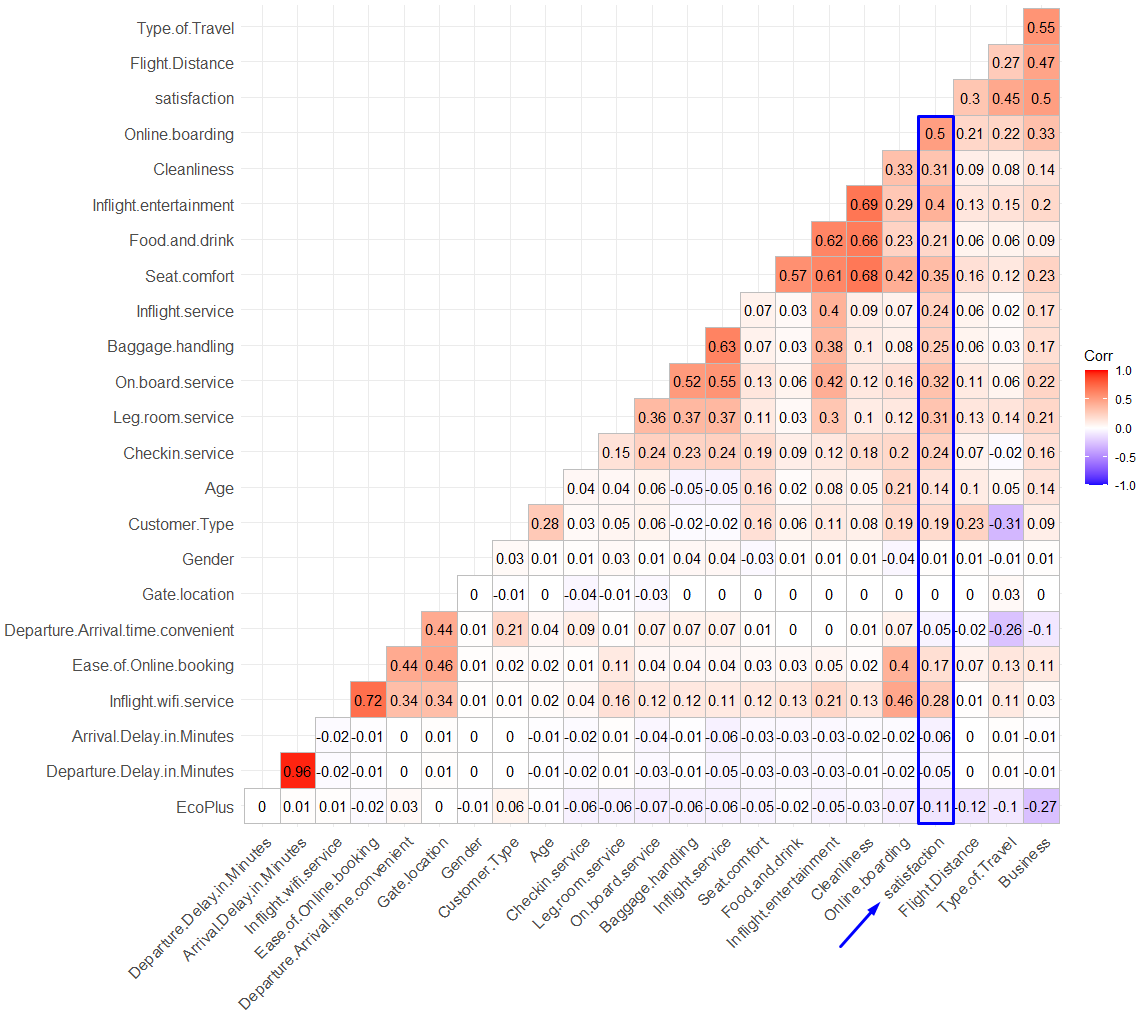 Type.of.Travel 0.55
Flight.Distance 0.27 0.47
satisfaction 0.3 0.45 0.5
Online.boarding 0.5 0.21 0.22 0.33
Cleanliness 0.33 0.31 0.09 0.08 0.14
Inflight.entertainment 0.69 0.29 0.4 0.13 0.15 0.2
Food.and.drink 0.62 0.66 0.23 0.21 0.06 0.06 0.09
Seat.comfort 0.57 0.61 0.68 0.42 0.35 0.16 0.12 0.23
Inflight.service 0.07 0.03 0.4 0.09 0.07 0.24 0.06 0.02 0.17
Baggage.handling 0.63 0.07 0.03 0.38 0.1 0.08 0.25 0.06 0.03 0.17
On.board.service 0.52 0.55 0.13 0.06 0.42 0.12 0.16 0.32 0.11 0.06 0.22
Leg.room.service 0.36 0.37 0.37 0.11 0.03 0.3 0.1 0.12 0.31 0.13 0.14 0.21
Checkin.service 0.15 0.24 0.23 0.24 0.19 0.09 0.12 0.18 0.2 0.24 0.07 -0.02 0.16
Age 0.04 0.04 0.06 -0.05 -0.05 0.16 0.02 0.08 0.05 0.21 0.14 0.1 0.05 0.14
Customer.Type 0.28 0.03 0.05 0.06 -0.02 -0.02 0.16 0.06 0.11 0.08 0.19 0.19 0.23 -0.31 0.09
Gender 0.03 0.01 0.01 0.03 0.01 0.04 0.04 -0.03 0.01 0.01 0.01 -0.04 0.01 0.01 -0.01 0.01
Gate.location 0 -0.01 0 -0.04 -0.01 -0.03 0 0 0 0 0 0 0 0 0 0.03 0
Departure.Arrival.time.convenient 0.44 0.01 0.21 0.04 0.09 0.01 0.07 0.07 0.07 0.01 0 0 0.01 0.07 -0.05 -0.02 -0.26 -0.1
Ease.of.Online.booking 0.44 0.46 0.01 0.02 0.02 0.01 0.11 0.04 0.04 0.04 0.03 0.03 0.05 0.02 0.4 0.17 0.07 0.13 0.11
Inflight.wifi.service 0.72 0.34 0.34 0.01 0.01 0.02 0.04 0.16 0.12 0.12 0.11 0.12 0.13 0.21 0.13 0.46 0.28 0.01 0.11 0.03
Arrival.Delay.in.Minutes -0.02 -0.01 0 0.01 0 0 -0.01 -0.02 0.01 -0.04 -0.01 -0.06 -0.03 -0.03 -0.03 -0.02 -0.02 -0.06 0 0.01 -0.01
Departure.Delay.in.Minutes 0.96 -0.02 -0.01 0 0.01 0 0 -0.01 -0.02 0.01 -0.03 -0.01 -0.05 -0.03 -0.03 -0.03 -0.01 -0.02 -0.05 0 0.01 -0.01
EcoPlus 0 0.01 0.01 -0.02 0.03 0 -0.01 0.06 -0.01 -0.06 -0.06 -0.07 -0.06 -0.06 -0.05 -0.02 -0.05 -0.03 -0.07 -0.11 -0.12 -0.1 -0.27
Departure.Delay.in.Minutes
Arrival.Delay.in.Minutes
Inflight.wifi.service
Ease.of.Online.booking
Departure.Arrival.time.convenient
Gate.location
Gender
Customer.Type
Age
Checkin.service
Leg.room.service
On.board.service
Baggage.handling
Inflight.service
Seat.comfort
Food.and.drink
Inflight.entertainment
Cleanliness
Online.boarding
satisfaction
Flight.Distance
Type.of.Travel
Business
Corr
1.0
0.5
0.0
-0.5
-1.0